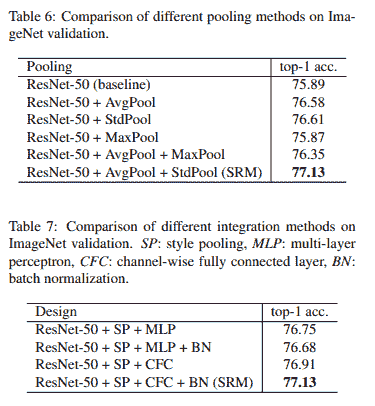 Table 6: Comparison of different pooling methods on Ima-
geNet validation.
Pooling top-1 acc.
ResNet-50 (baseline) 75.89
ResNet-50 + AvgPool 76.58
ResNet-50 + StdPool 76.61
ResNet-50 + MaxPool 75.87
ResNet-50 + AvgPool + MaxPool 76.35
ResNet-50 + AvgPool + StdPool (SRM) 77.13
Table 7: Comparison of different integration methods on
ImageNet validation. SP: style pooling, MLP: multi-layer
perceptron, CFC: channel-wise fully connected layer, BN:
batch normalization.
Design top-1 acc.
ResNet-50 + SP + MLP 76.75
ResNet-50 + SP + MLP + BN 76.68
ResNet-50 + SP + CFC 76.91
ResNet-50 + SP + CFC + BN (SRM) 77.13